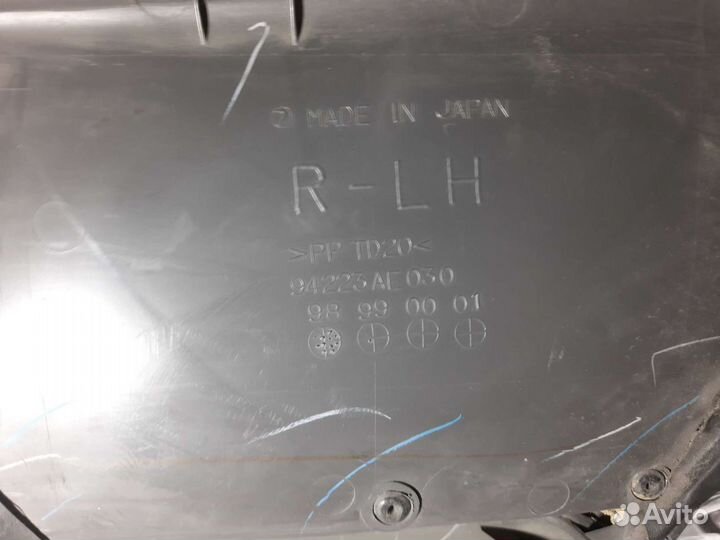 MADE IN JAPAN
R-LH
>PP TD20<
94223AE030
98 99 00 01
Avito